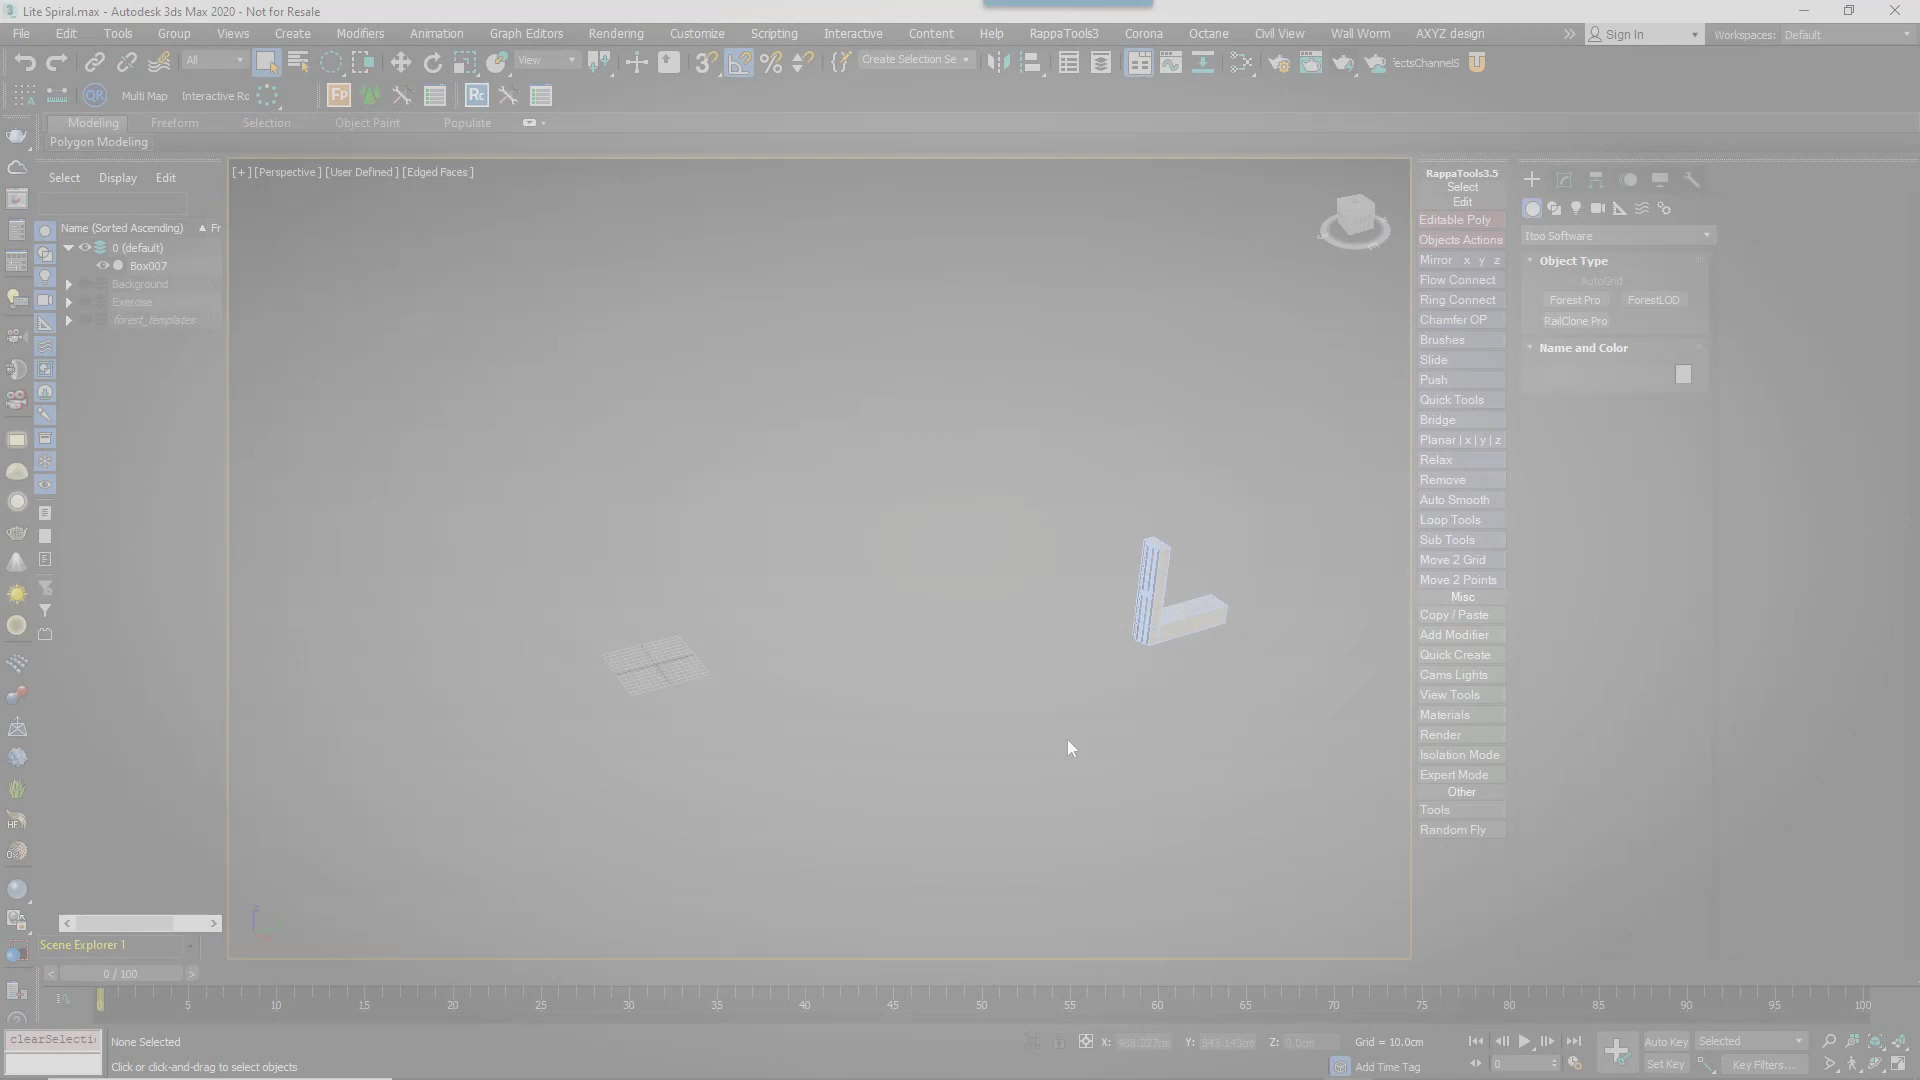 Lite Spiral.max - Autodesk 3ds Max 2020 - Not for Resale
File Edit Tools Group Views Create Modifiers Animation Graph Editors Rendering Customize Scripting Interactive Content Help RappaTools3 Corona Octane Civil View Wall Worm AXYZ design
Sign In
Workspaces: Default
All
View
Create Selection Se
fectsChannelS
QR Multi Map Interactive Ro
Fp
Rc
Modeling Freeform Selection Object Paint Populate
Polygon Modeling
Select Display Edit
Name (Sorted Ascending) Fr
0 (default)
Box007
Background
Exercise
forest_templates
Scene Explorer 1
[+] [Perspective] [User Defined] [Edged Faces]
RappaTools3.5
Select
Edit
Editable Poly
Objects Actions
Mirror x y z
Flow Connect
Ring Connect
Chamfer OP
Brushes
Slide
Push
Quick Tools
Bridge
Planar | x | y | z
Relax
Remove
Auto Smooth
Loop Tools
Sub Tools
Move 2 Grid
Move 2 Points
Misc
Copy / Paste
Add Modifier
Quick Create
Cams Lights
View Tools
Materials
Render
Isolation Mode
Expert Mode
Other
Tools
Random Fly
Itoo Software
Object Type
AutoGrid
Forest Pro ForestLOD
RailClone Pro
Name and Color
0 / 100
0 5 10 15 20 25 30 35 40 45 50 55 60 65 70 75 80 85 90 95 100
clearSelecti
None Selected
Click or click-and-drag to select objects
X: Y: Z: 0.0cm Grid = 10.0cm
Add Time Tag
0
Auto Key Selected
Set Key Key Filters...